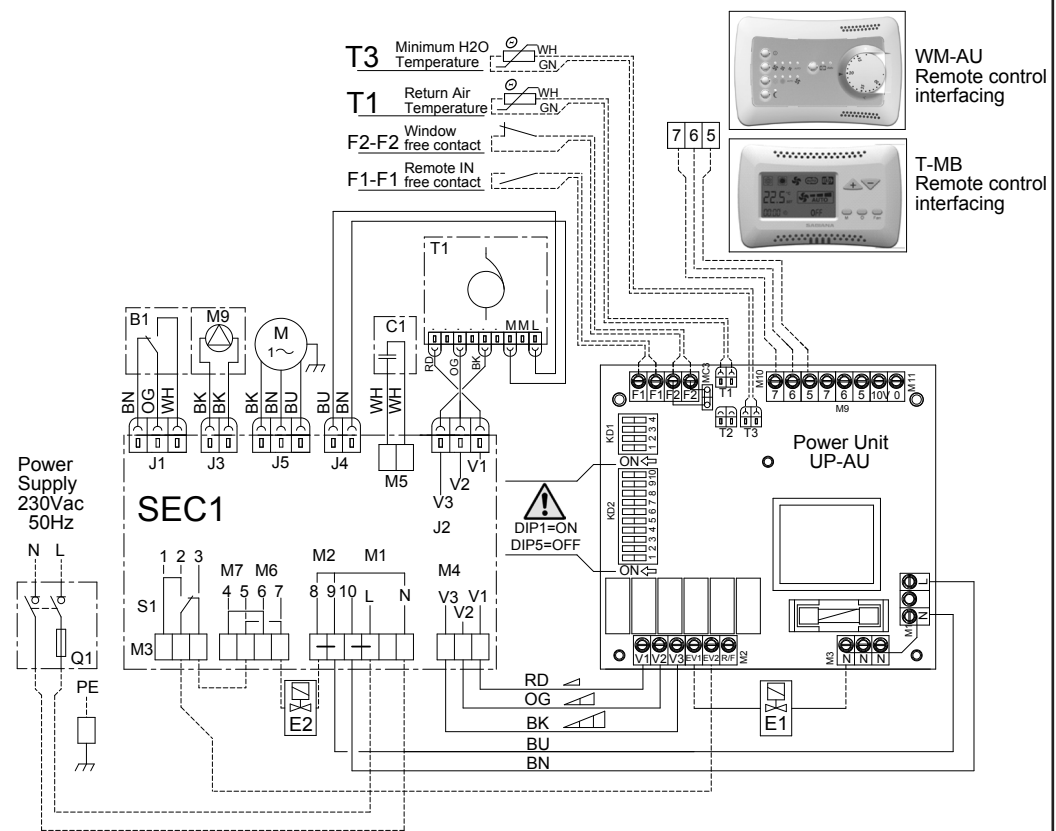 T3 Minimum H2O Temperature
WH
GN
T1 Return Air Temperature
WH
GN
F2-F2 Window free contact
F1-F1 Remote IN free contact
7 6 5
WM-AU
Remote control
interfacing
T-MB
Remote control
interfacing
22.5
AUTO
00:00
OFF
SABIANA
M
Fan
T1
M M L
RD OG BK
B1
M9
M
1~
C1
BN OG WH
BK BK
BK BN BU
BU BN
WH WH
J1
J3
J5
J4
M5
V3 V2 V1
J2
SEC1
Power
Supply
230Vac
50Hz
N L
Q1
PE
1 2 3
S1
M3
M7 M6
4 5 6 7
M2 M1
8 9 10 L N
M4
V3 V2 V1
E2
DIP1=ON
DIP5=OFF
F1 F1 F2 F2
MC3
T1
T2 T3
M10
7 6 5 7 6 5 10V 0
M9
M11
KD1
1 2 3 4
ON
KD2
1 2 3 4 5 6 7 8 9 10
ON
Power Unit
UP-AU
L
N
V1 V2 V3 EV1 EV2 R/F
M2
M3
N N N
E1
RD
OG
BK
BU
BN